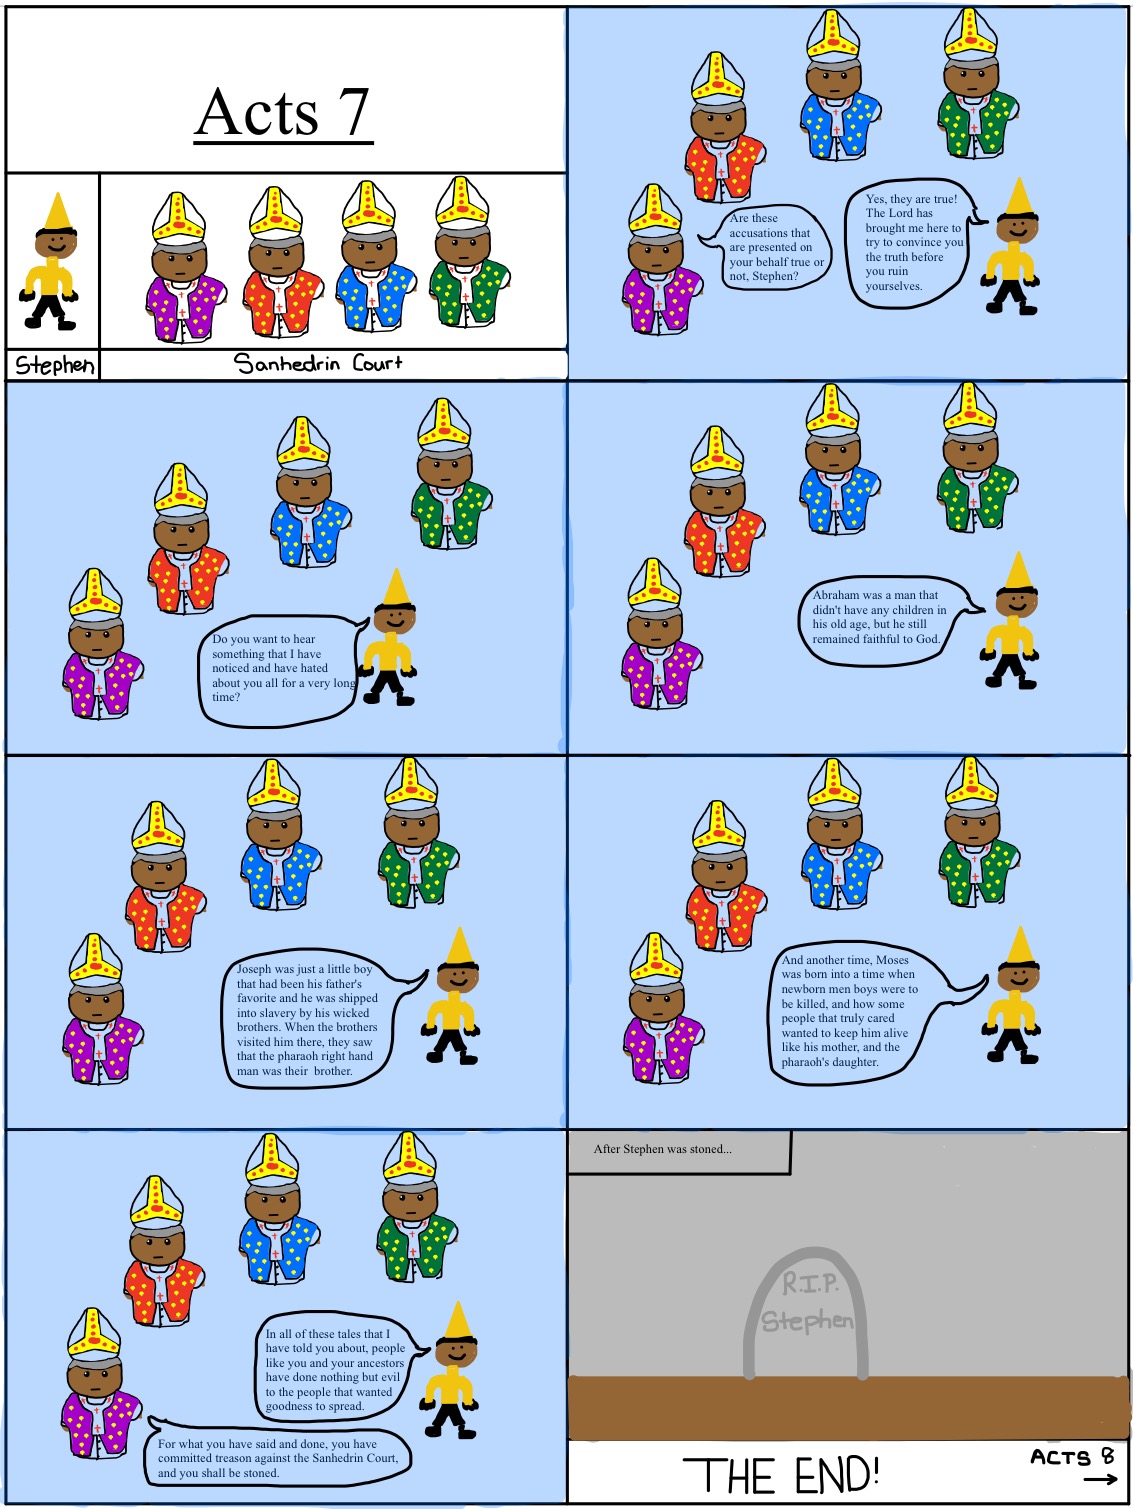 Acts 7
Stephen
Sanhedrin Court
Are these
accusations that
are presented on
your behalf true or
not, Stephen?
Yes, they are true!
The Lord has
brought me here to
try to convince you
the truth before
you ruin
yourselves.
Do you want to hear
something that I have
noticed and have hated
about you all for a very long
time?
Abraham was a man that
didn't have any children in
his old age, but he still
remained faithful to God.
Joseph was just a little boy
that had been his father's
favorite and he was shipped
into slavery by his wicked
brothers. When the brothers
visited him there, they saw
that the pharaoh right hand
man was their brother.
And another time, Moses
was born into a time when
newborn men boys were to
be killed, and how some
people that truly cared
wanted to keep him alive
like his mother, and the
pharaoh's daughter.
In all of these tales that I
have told you about, people
like you and your ancestors
have done nothing but evil
to the people that wanted
goodness to spread.
For what you have said and done, you have
committed treason against the Sanhedrin Court,
and you shall be stoned.
After Stephen was stoned...
R.I.P.
Stephen
THE END!
ACTS 8